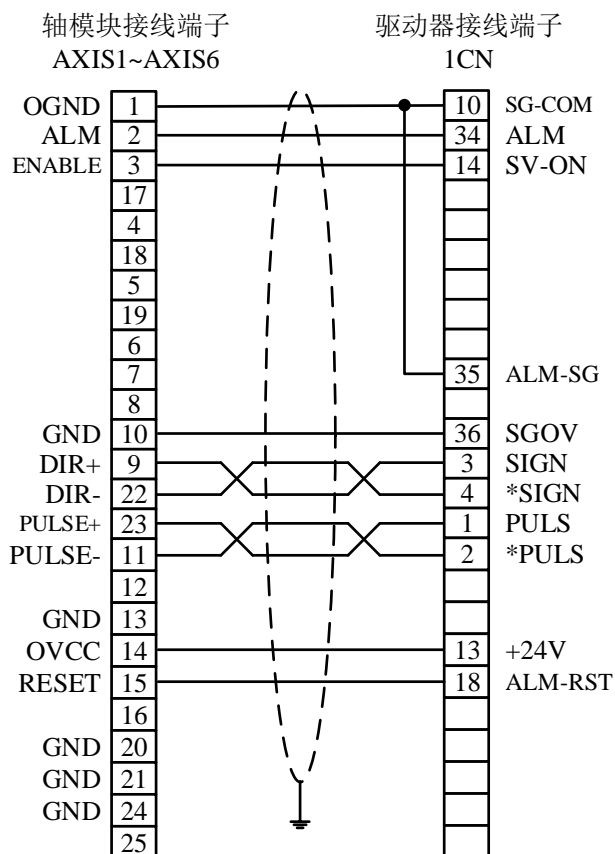 轴模块接线端子 驱动器接线端子
AXIS1~AXIS6 1CN
OGND 1 10 SG-COM
ALM 2 34 ALM
ENABLE 3 14 SV-ON
17
4
18
5
19
6
7 35 ALM-SG
8
GND 10 36 SGOV
DIR+ 9 3 SIGN
DIR- 22 4 *SIGN
PULSE+ 23 1 PULS
PULSE- 11 2 *PULS
12
GND 13
OVCC 14 13 +24V
RESET 15 18 ALM-RST
16
GND 20
GND 21
GND 24
25